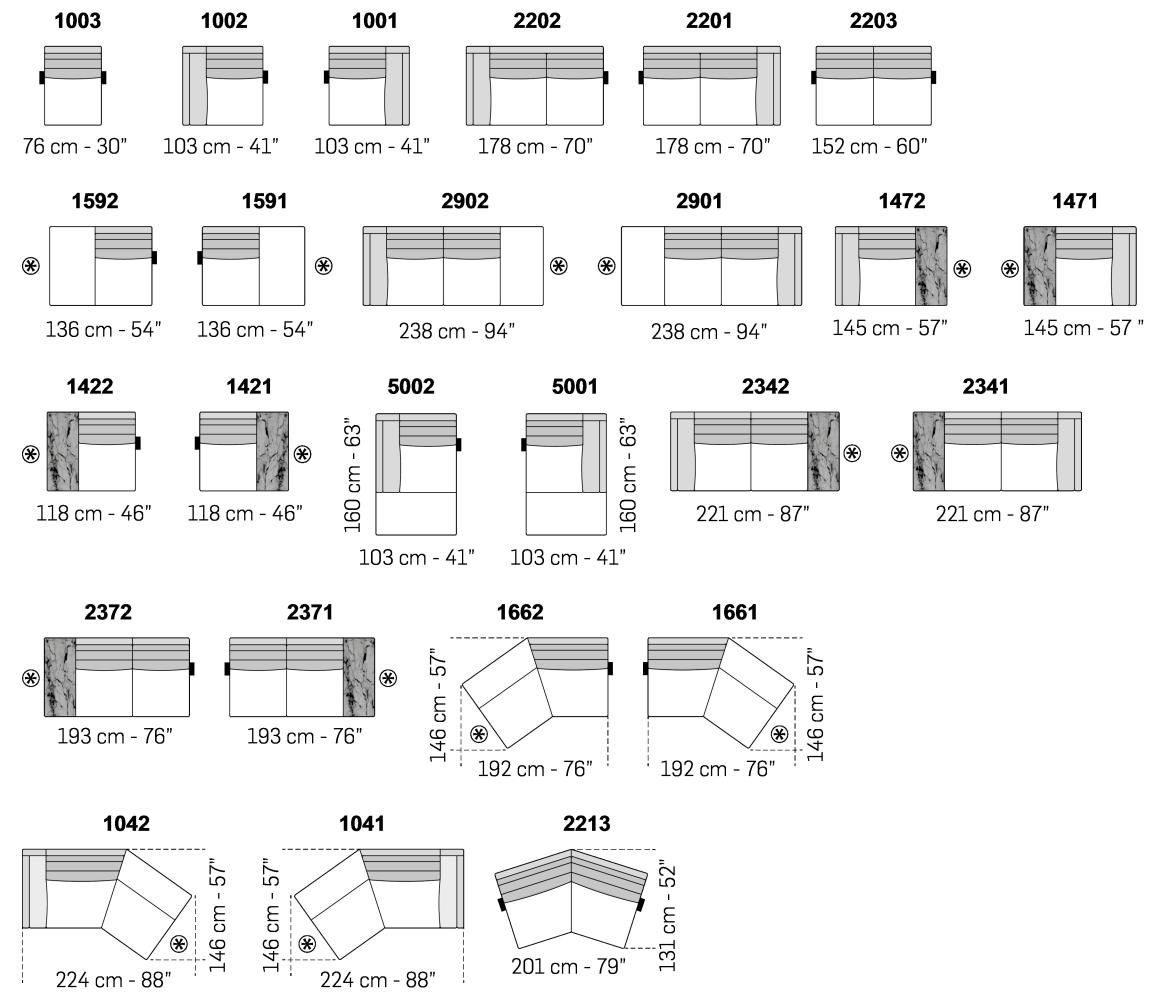 1003 1002 1001 2202 2201 2203
76 cm - 30” 103 cm - 41” 103 cm - 41” 178 cm - 70” 178 cm - 70” 152 cm - 60”
1592 1591 2902 2901 1472 1471
136 cm - 54” 136 cm - 54” 238 cm - 94” 238 cm - 94” 145 cm - 57” 145 cm - 57 ”
1422 1421 5002 5001 2342 2341
160 cm - 63” 160 cm - 63”
118 cm - 46” 118 cm - 46” 221 cm - 87” 221 cm - 87”
103 cm - 41” 103 cm - 41”
2372 2371 1662 1661
146 cm - 57” 146 cm - 57”
193 cm - 76” 193 cm - 76” 192 cm - 76” 192 cm - 76”
1042 1041 2213
146 cm - 57” 146 cm - 57” 131 cm - 52”
224 cm - 88” 224 cm - 88” 201 cm - 79”